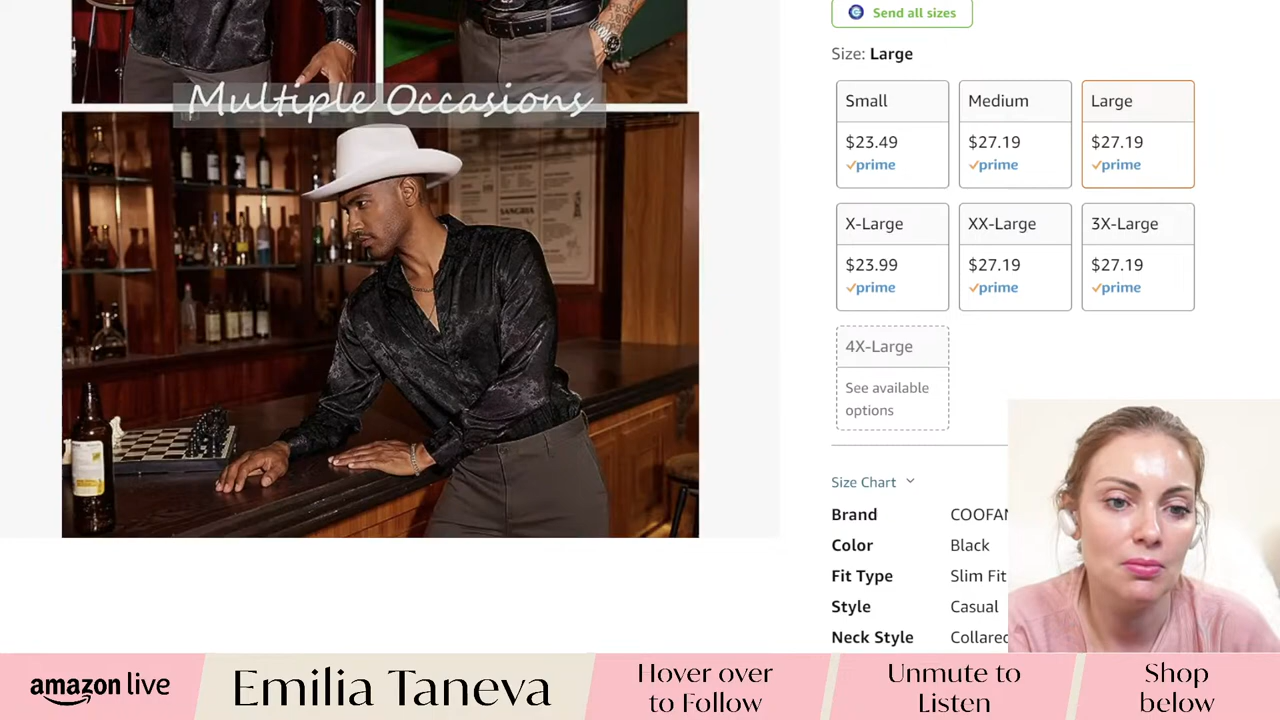 Send all sizes
Size: Large
Small
Medium
Large
$23.49
$27.19
$27.19
prime
prime
prime
X-Large
XX-Large
3X-Large
$23.99
$27.19
$27.19
prime
prime
prime
4X-Large
See available
options
Multiple Occasions
SANGRIA
Size Chart
Brand COOFAN
Color Black
Fit Type Slim Fit
Style Casual
Neck Style Collared
amazon live
Emilia Taneva
Hover over
to Follow
Unmute to
Listen
Shop
below